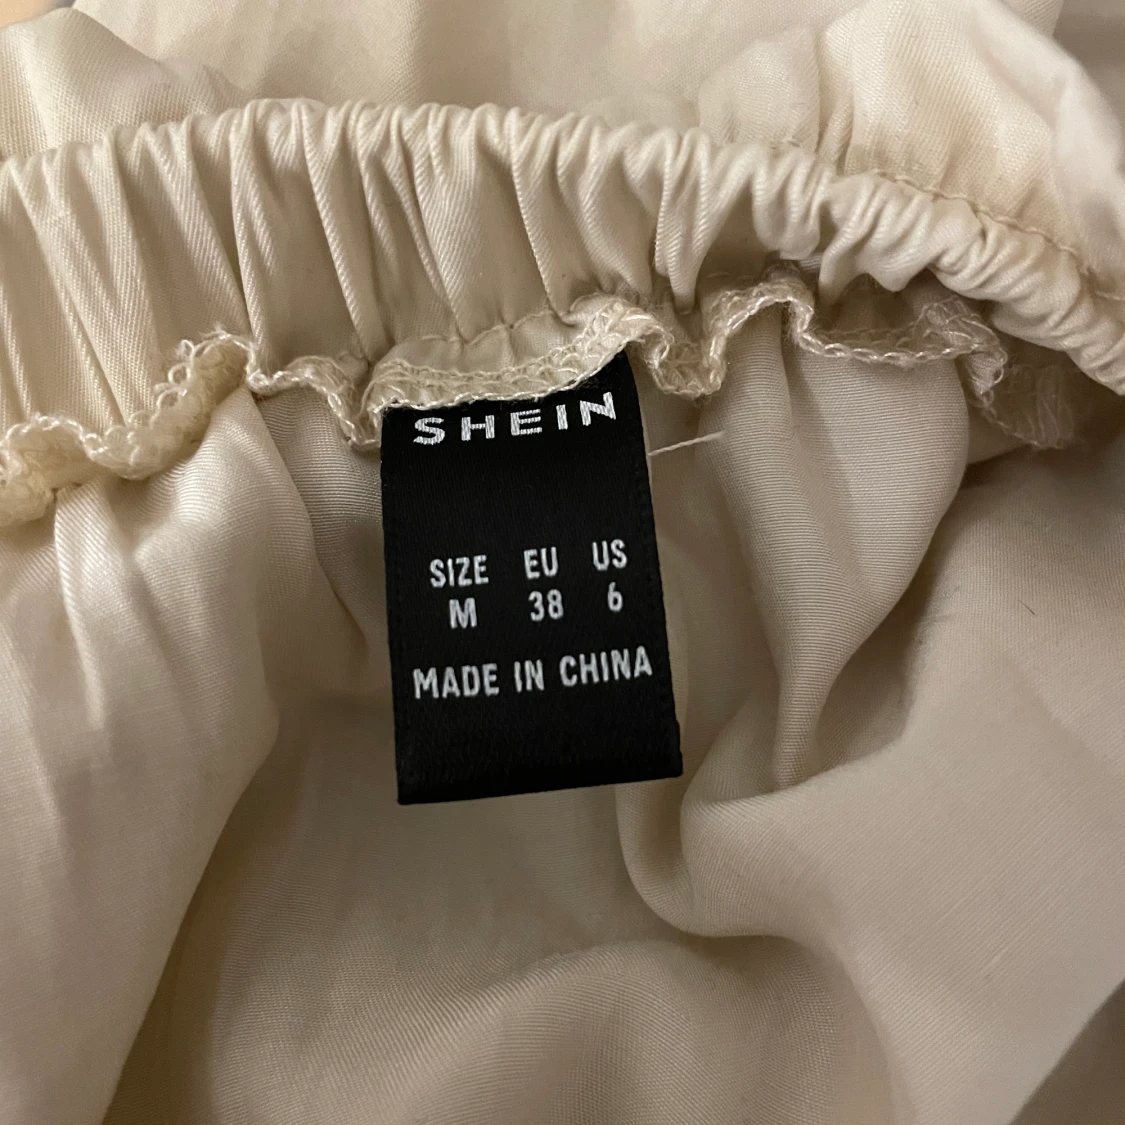 SHEIN
SIZE EU US
M 38 6
MADE IN CHINA